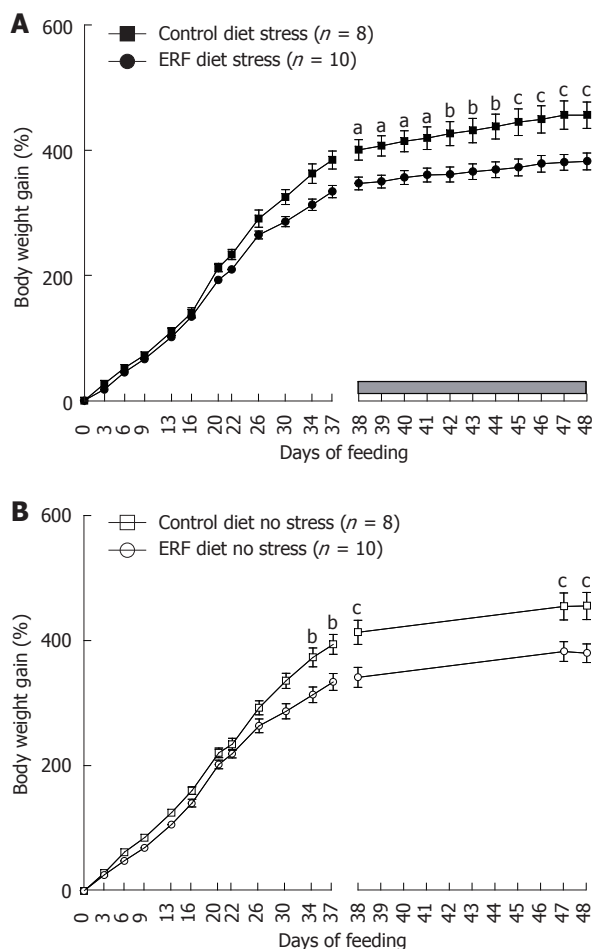 A
600
Control diet stress (n = 8)
ERF diet stress (n = 10)
a a a a b b b c c c c
400
Body weight gain (%)
200
0
0 3 6 9 13 16 20 22 26 30 34 37 38 39 40 41 42 43 44 45 46 47 48
Days of feeding
B
600
Control diet no stress (n = 8)
ERF diet no stress (n = 10)
b b c c c
400
Body weight gain (%)
200
0
0 3 6 9 13 16 20 22 26 30 34 37 38 39 40 41 42 43 44 45 46 47 48
Days of feeding